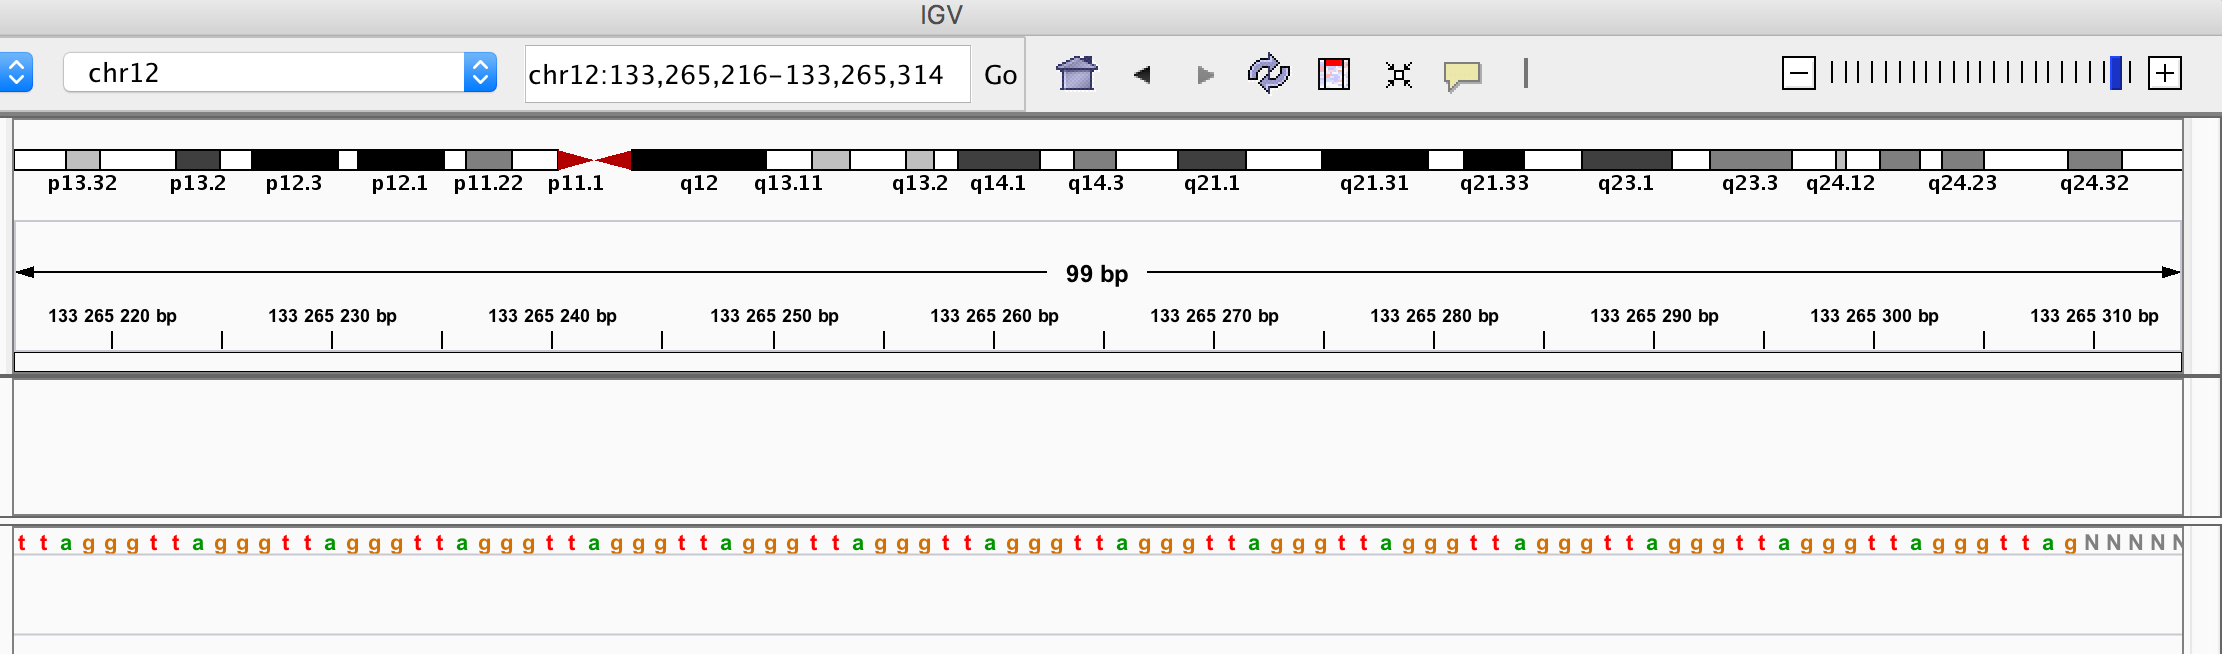 IGV
chr12
chr12:133,265,216-133,265,314 Go
p13.32 p13.2 p12.3 p12.1 p11.22 p11.1 q12 q13.11 q13.2 q14.1 q14.3 q21.1 q21.31 q21.33 q23.1 q23.3 q24.12 q24.23 q24.32
99 bp
133 265 220 bp 133 265 230 bp 133 265 240 bp 133 265 250 bp 133 265 260 bp 133 265 270 bp 133 265 280 bp 133 265 290 bp 133 265 300 bp 133 265 310 bp
t t a g g g t t a g g g t t a g g g t t a g g g t t a g g g t t a g g g t t a g g g t t a g g g t t a g g g t t a g g g t t a g g g t t a g g g t t a g g g t t a g g g t t a g g g t t a g N N N N N